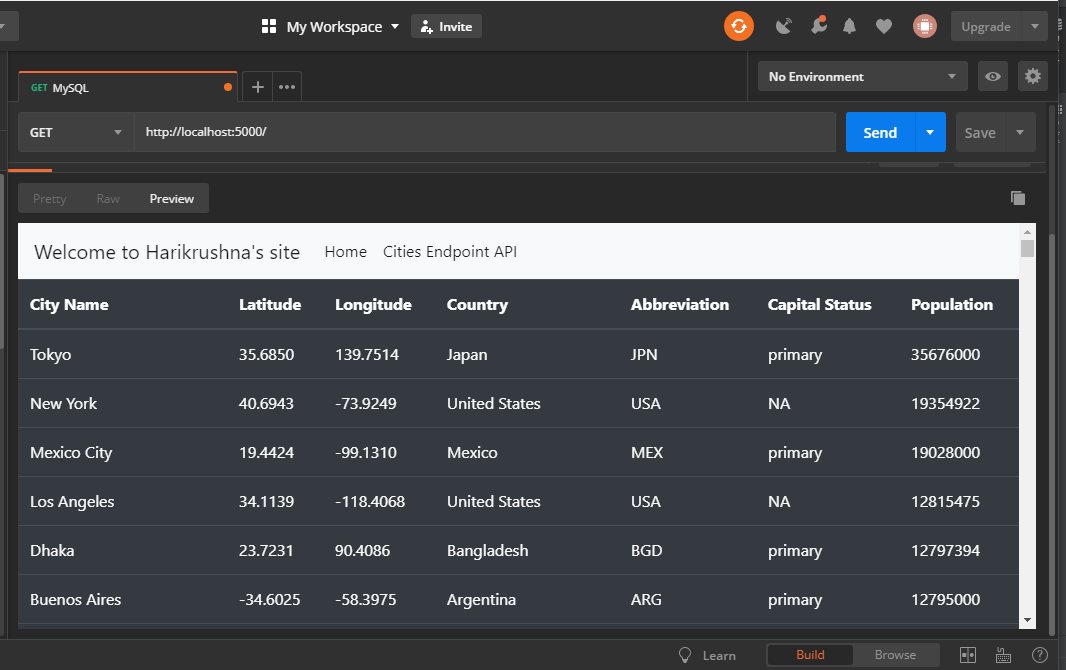 My Workspace Invite Upgrade
GET MySQL No Environment
GET http://localhost:5000/ Send Save
Pretty Raw Preview
Welcome to Harikrushna's site Home Cities Endpoint API
City Name Latitude Longitude Country Abbreviation Capital Status Population
Tokyo 35.6850 139.7514 Japan JPN primary 35676000
New York 40.6943 -73.9249 United States USA NA 19354922
Mexico City 19.4424 -99.1310 Mexico MEX primary 19028000
Los Angeles 34.1139 -118.4068 United States USA NA 12815475
Dhaka 23.7231 90.4086 Bangladesh BGD primary 12797394
Buenos Aires -34.6025 -58.3975 Argentina ARG primary 12795000
Learn Build Browse